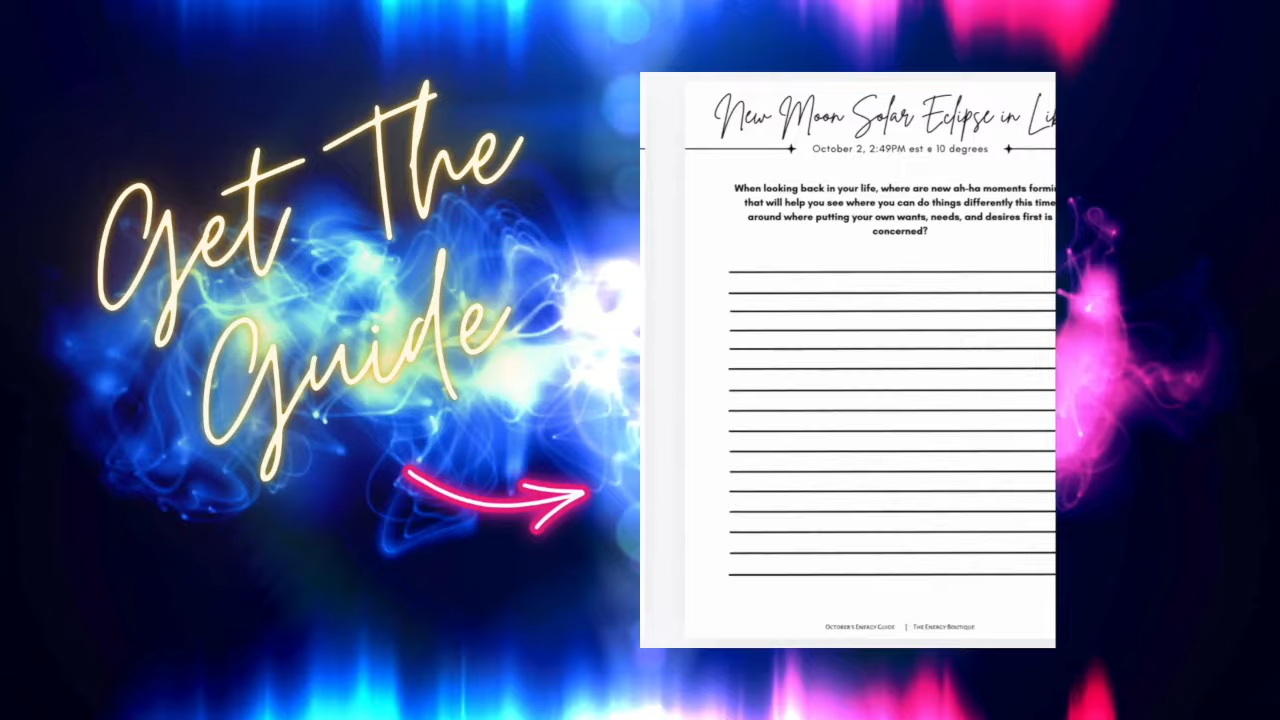 Get The
Guide
New Moon Solar Eclipse in
October 2, 2:49PM est @ 10 degrees
When looking back in your life, where are new ah-ha moments
that will help you see where you can do things differently this time
around where putting your own wants, needs, and desires first is
concerned?
October's Energy Guide | The Energy Boutique